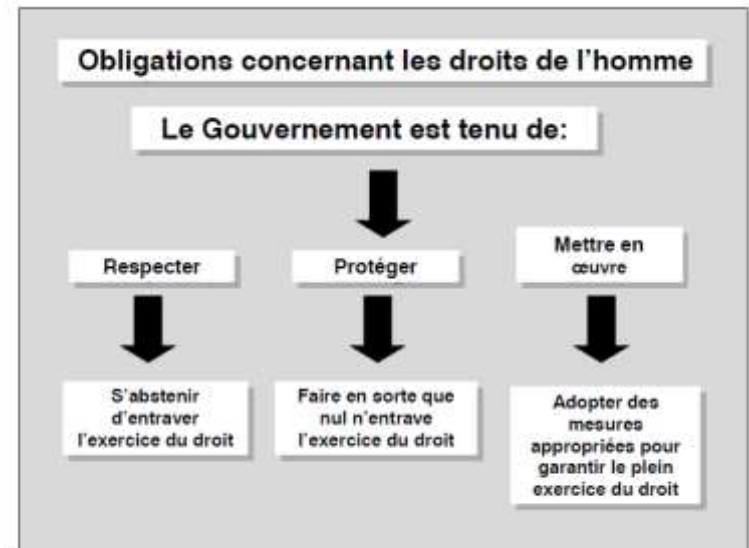 Obligations concernant les droits de l'homme
Le Gouvernement est tenu de:
Respecter
Protéger
Mettre en
œuvre
S'abstenir
d'entraver
l'exercice du droit
Faire en sorte que
nul n'entrave
l'exercice du droit
Adopter des
mesures
appropriées pour
garantir le plein
exercice du droit